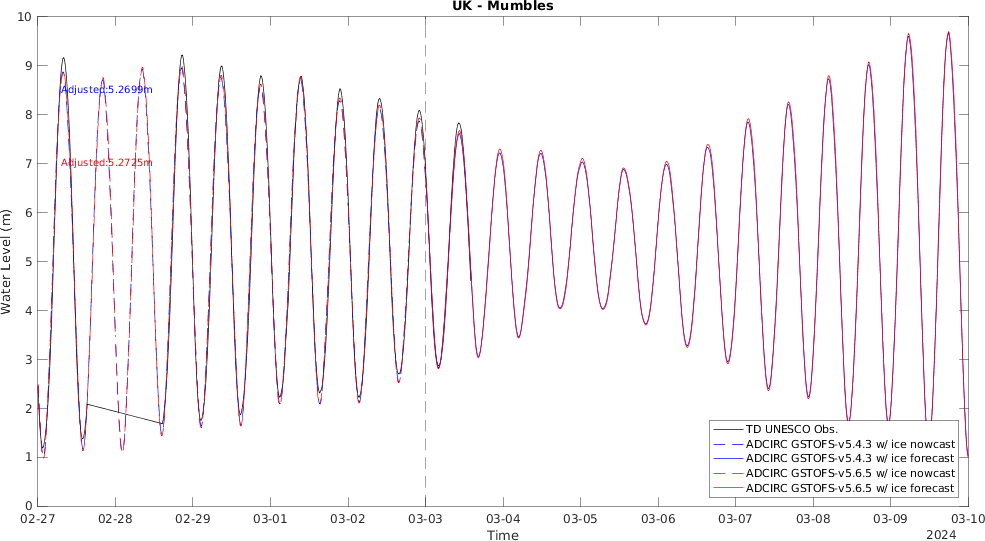 UK - Mumbles
10
9
8
7
6
5
4
3
2
1
0
Water Level (m)
Adjusted:5.2699m
Adjusted:5.2725m
TD UNESCO Obs.
ADCIRC GSTOFS-v5.4.3 w/ ice nowcast
ADCIRC GSTOFS-v5.4.3 w/ ice forecast
ADCIRC GSTOFS-v5.6.5 w/ ice nowcast
ADCIRC GSTOFS-v5.6.5 w/ ice forecast
02-27 02-28 02-29 03-01 03-02 03-03 03-04 03-05 03-06 03-07 03-08 03-09 03-10
Time
2024